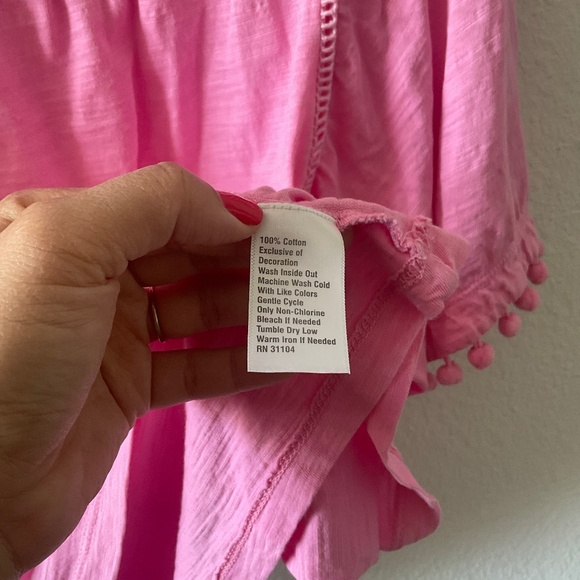 100% Cotton
Exclusive of
Decoration
Wash Inside Out
Machine Wash Cold
With Like Colors
Gentle Cycle
Only Non-Chlorine
Bleach If Needed
Tumble Dry Low
Warm Iron If Needed
RN 31104